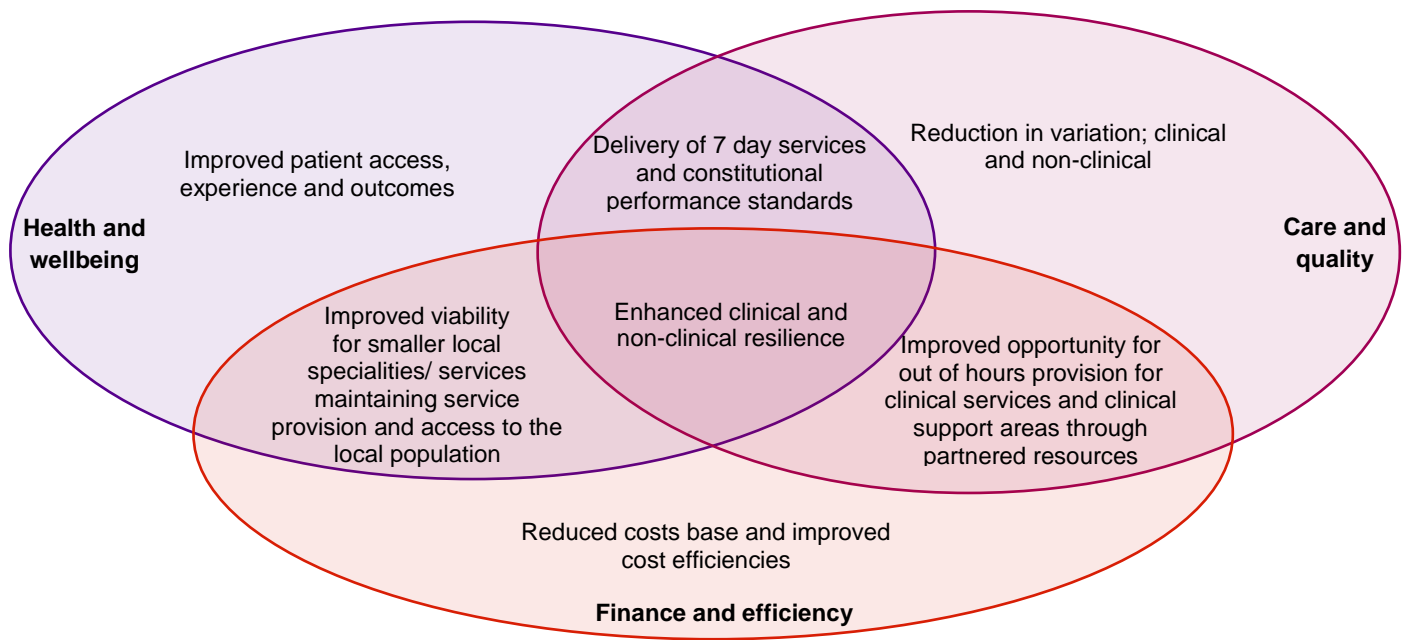 Improved patient access,
experience and outcomes
Delivery of 7 day services
and constitutional
performance standards
Reduction in variation; clinical
and non-clinical
Health and
wellbeing
Care and
quality
Improved viability
for smaller local
specialities/ services
maintaining service
provision and access to the
local population
Enhanced clinical and
non-clinical resilience
Improved opportunity for
out of hours provision for
clinical services and clinical
support areas through
partnered resources
Reduced costs base and improved
cost efficiencies
Finance and efficiency